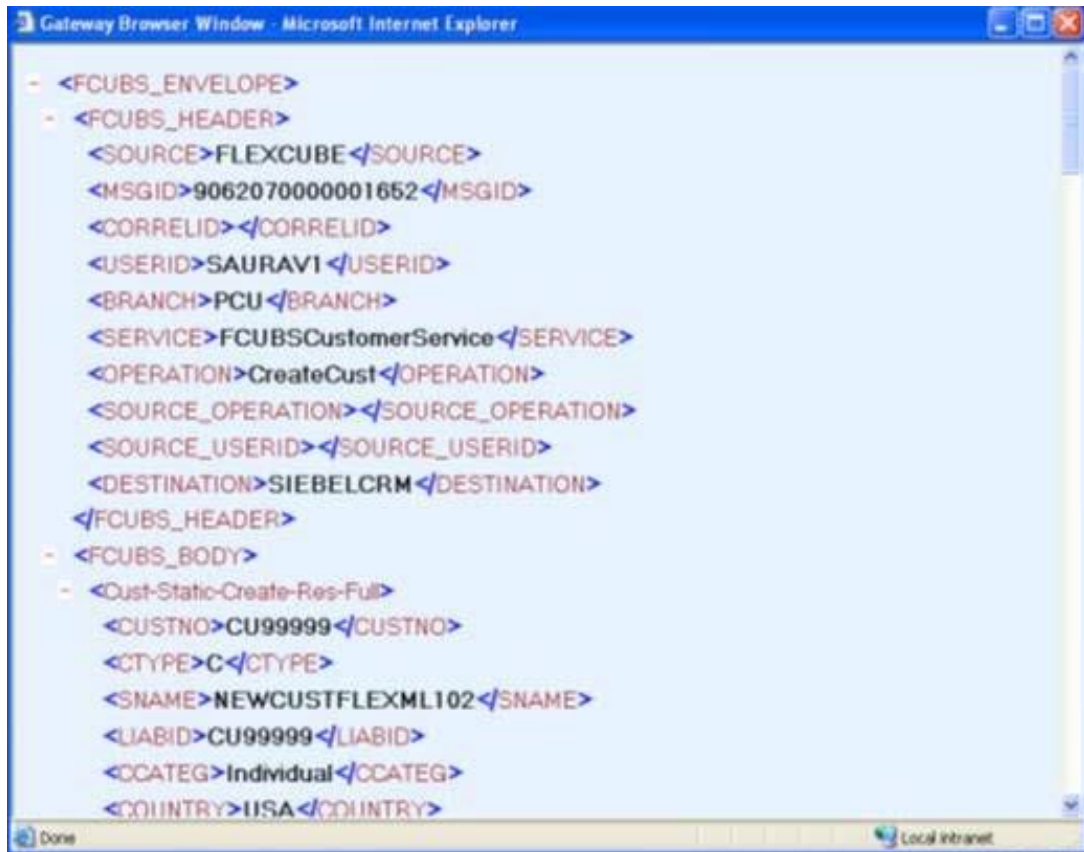 Gateway Browser Window - Microsoft Internet Explorer
- <FCUBS_ENVELOPE>
- <FCUBS_HEADER>
<SOURCE>FLEXCUBE</SOURCE>
<MSGID>9062070000001652</MSGID>
<CORRELID></CORRELID>
<USERID>SAURAV1</USERID>
<BRANCH>PCU</BRANCH>
<SERVICE>FCUBSCustomerService</SERVICE>
<OPERATION>CreateCust</OPERATION>
<SOURCE_OPERATION></SOURCE_OPERATION>
<SOURCE_USERID></SOURCE_USERID>
<DESTINATION>SIEBELCRM</DESTINATION>
</FCUBS_HEADER>
- <FCUBS_BODY>
- <Cust-Static-Create-Res-Full>
<CUSTNO>CU99999</CUSTNO>
<CTYPE>C</CTYPE>
<SNAME>NEWCUSTFLEXML102</SNAME>
<LIABID>CU99999</LIABID>
<CCATEG>Individual</CCATEG>
<COUNTRY>USA</COUNTRY>
Done Local intranet